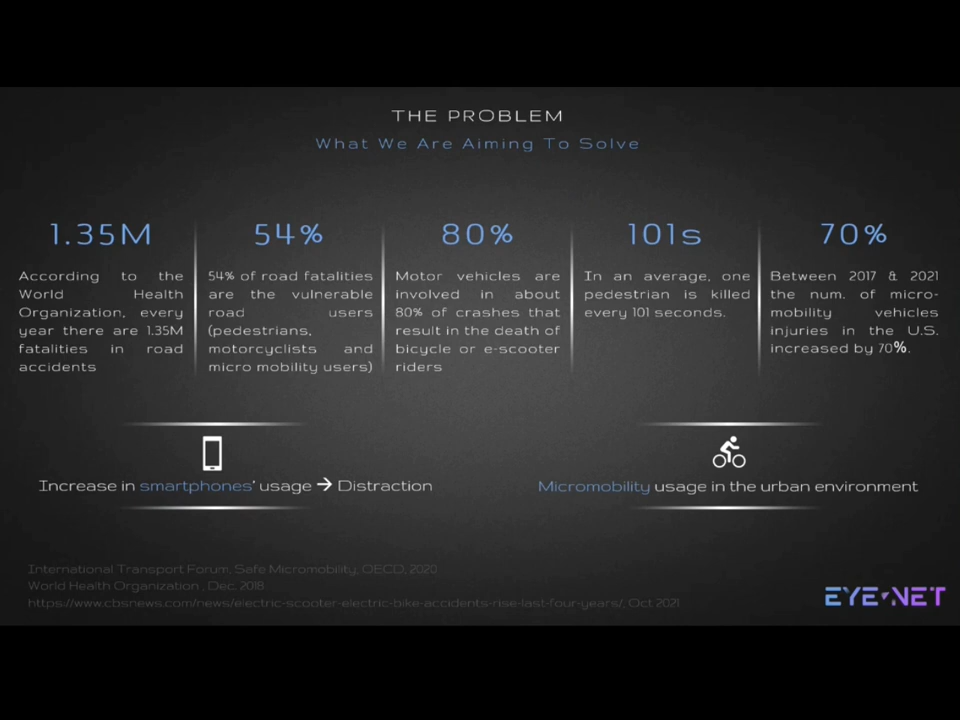 THE PROBLEM
What We Are Aiming To Solve
1.35M
According to the
World Health
Organization, every
year there are 1.35M
fatalities in road
accidents
54%
54% of road fatalities
are the vulnerable
road users
(pedestrians,
motorcyclists and
micro mobility users)
80%
Motor vehicles are
involved in about
80% of crashes that
result in the death of
bicycle or e-scooter
riders
101s
In an average, one
pedestrian is killed
every 101 seconds.
70%
Between 2017 & 2021
the num. of micro-
mobility vehicles
injuries in the U.S.
increased by 70%.
Increase in smartphones' usage → Distraction
Micromobility usage in the urban environment
International Transport Forum, Safe Micromobility, OECD, 2020
World Health Organization , Dec. 2018
https://www.cbsnews.com/news/electric-scooter-electric-bike-accidents-rise-last-four-years/, Oct 2021
EYE-NET